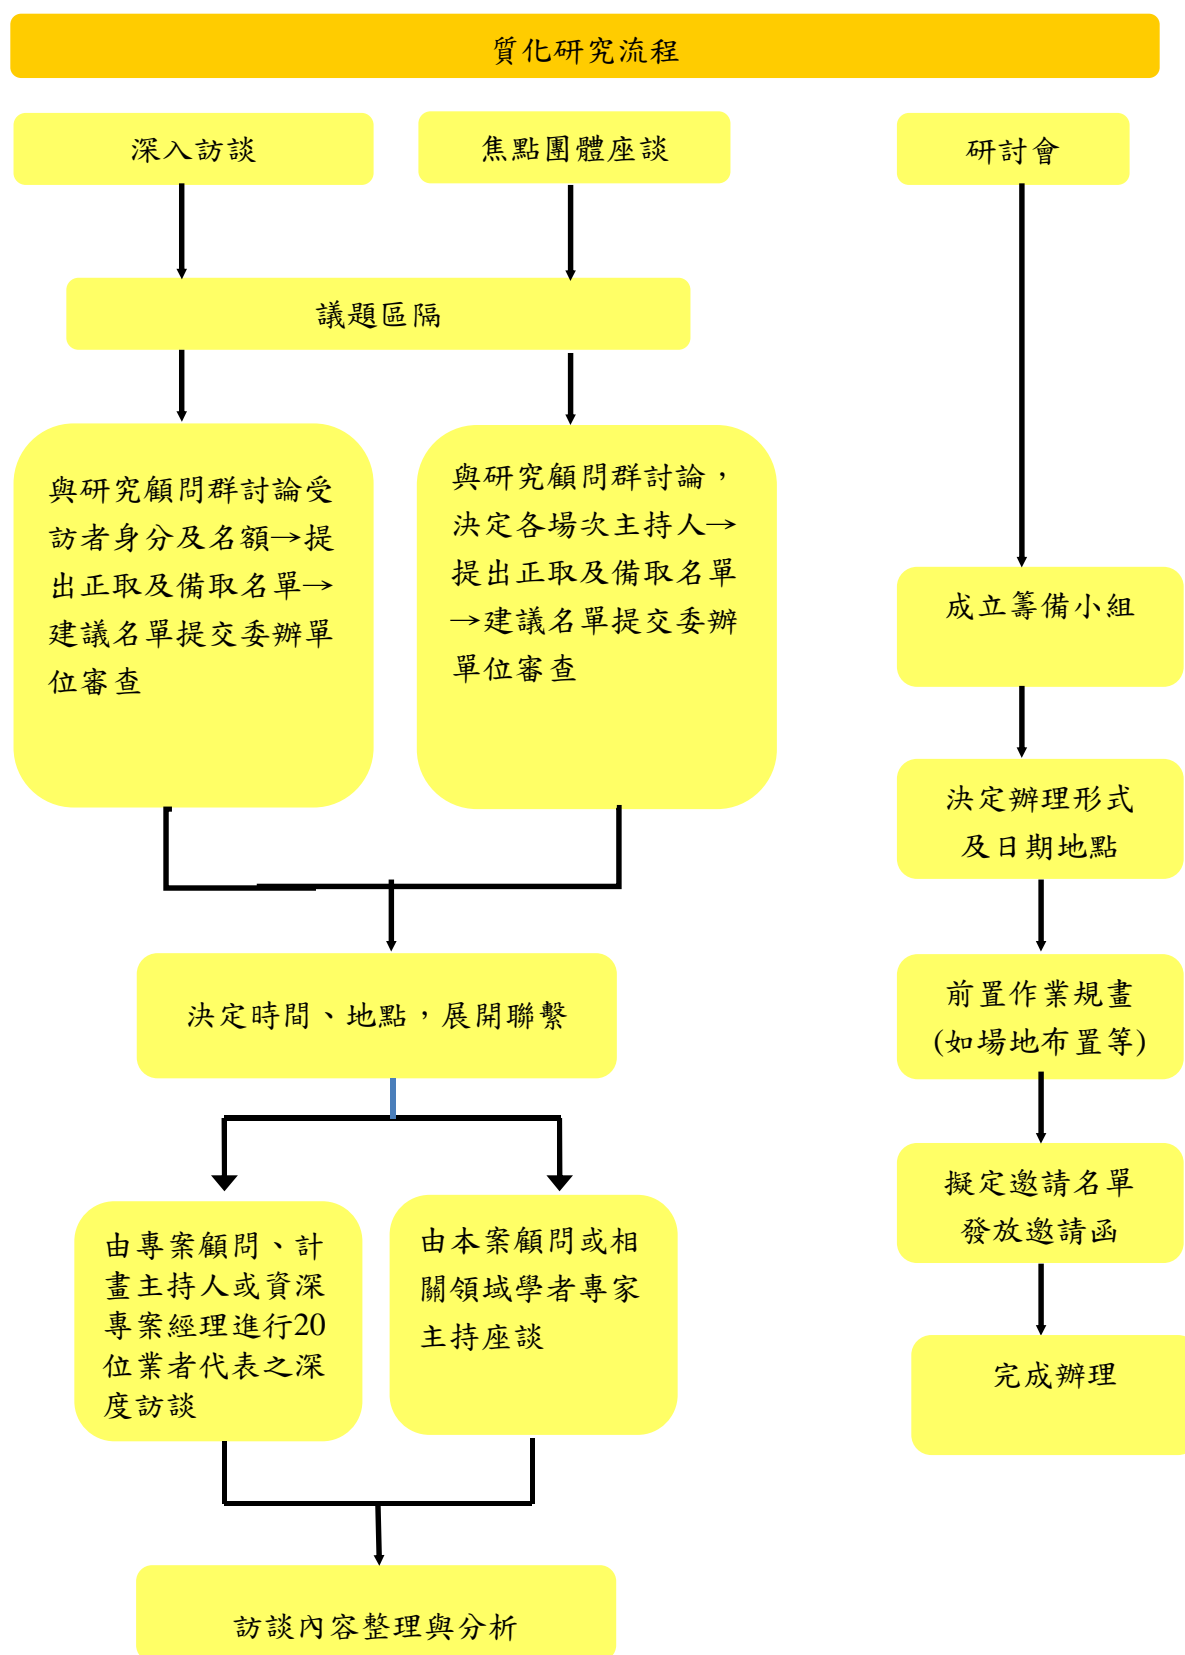 質化研究流程
深入訪談
焦點團體座談
研討會
議題區隔
與研究顧問群討論受
訪者身分及名額→提
出正取及備取名單→
建議名單提交委辦單
位審查
與研究顧問群討論，
決定各場次主持人→
提出正取及備取名單
→建議名單提交委辦
單位審查
成立籌備小組
決定辦理形式
及日期地點
決定時間、地點，展開聯繫
前置作業規畫
(如場地布置等)
擬定邀請名單
發放邀請函
由專案顧問、計
畫主持人或資深
專案經理進行20
位業者代表之深
度訪談
由本案顧問或相
關領域學者專家
主持座談
完成辦理
訪談內容整理與分析